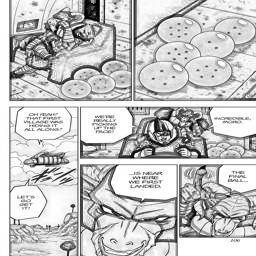 INCREDIBLE,
MORO.
WE'RE
REALLY
PICKING
UP THE
PACE!
THE
FINAL
BALL...
...IS NEAR
WHERE
WE FIRST
LANDED.
OH YEAH?
THAT FIRST
VILLAGE WAS
HIDING IT
ALL ALONG?
LET'S
GO
GET
IT!